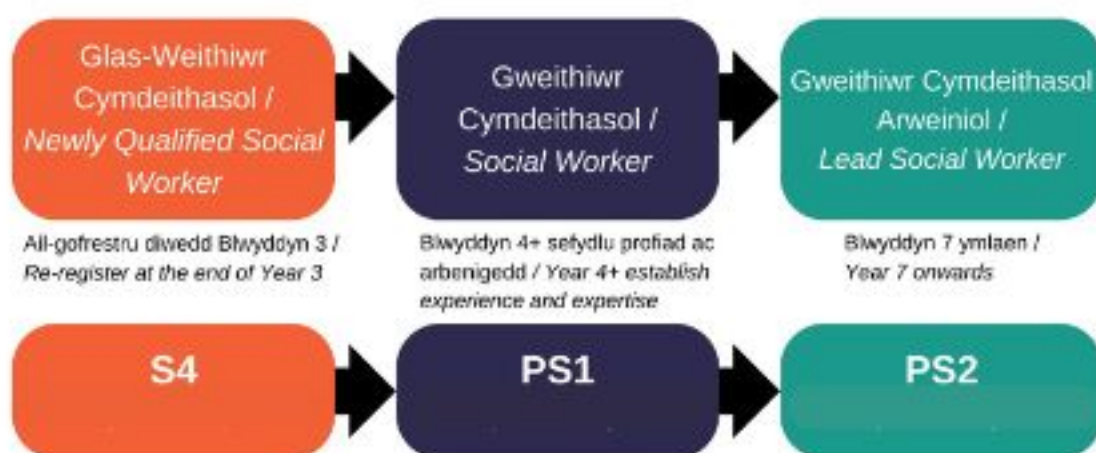 Glas-Weithiwr
Cymdeithasol /
Newly Qualified Social
Worker
Gweithiwr
Cymdeithasol /
Social Worker
Gweithiwr Cymdeithasol
Arweiniol /
Lead Social Worker
Ail-gofrestru diwedd Blwyddyn 3 /
Re-register at the end of Year 3
Blwyddyn 4+ sefydlu profiad ac
arbenigedd / Year 4+ establish
experience and expertise
Blwyddyn 7 ymlaen /
Year 7 onwards
S4
PS1
PS2